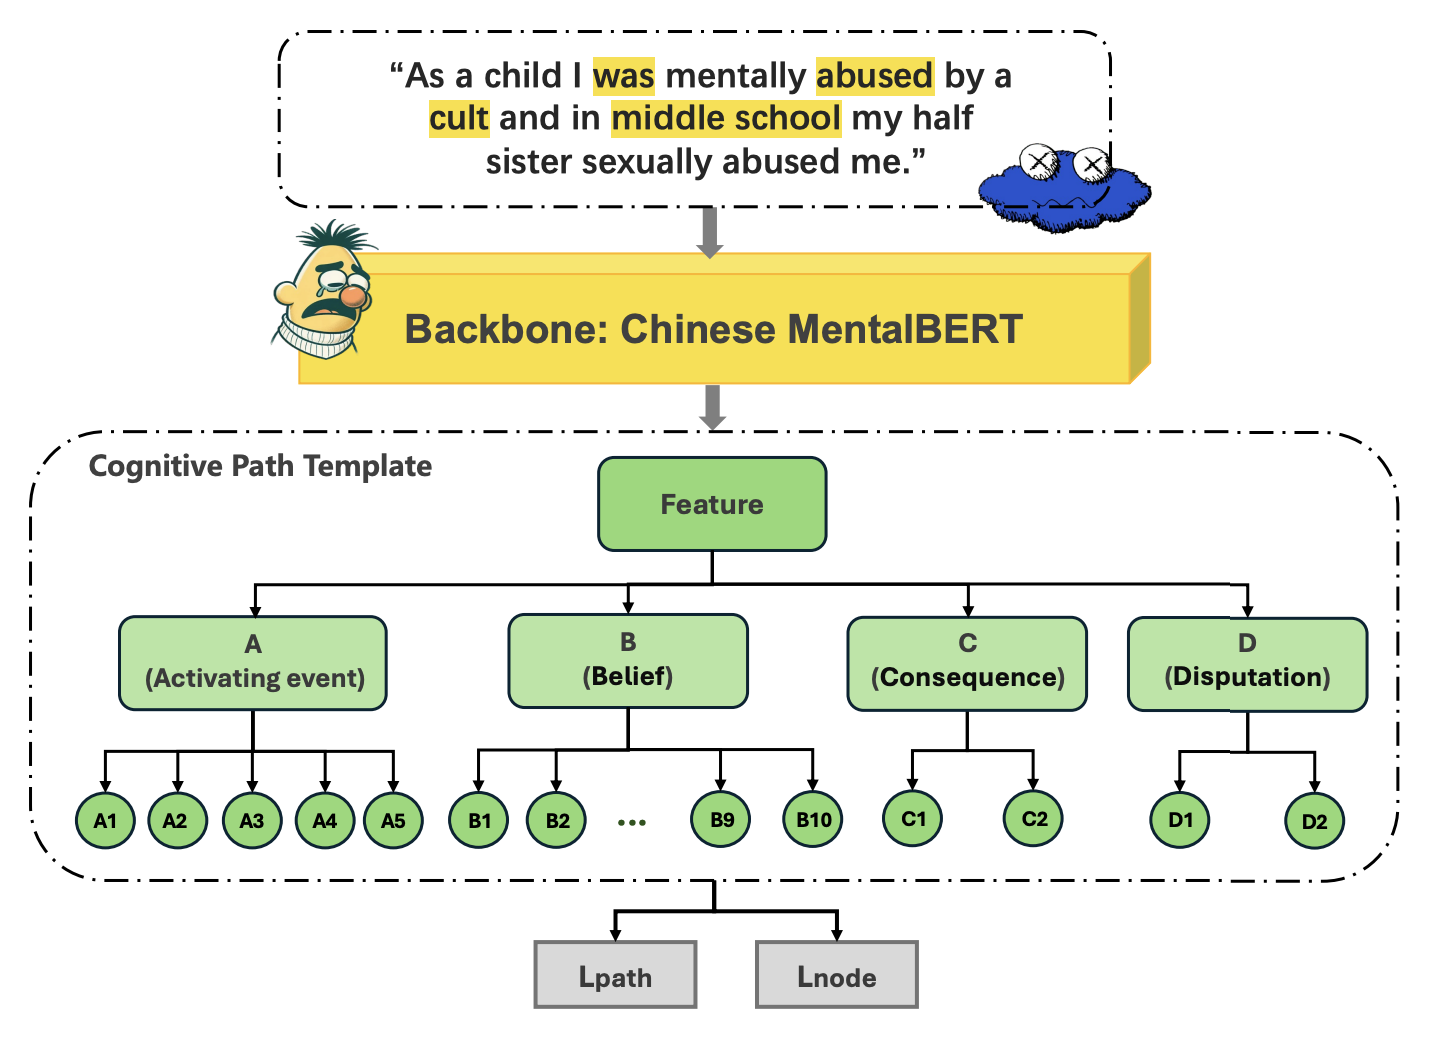 “As a child I was mentally abused by a
cult and in middle school my half
sister sexually abused me.”
Backbone: Chinese MentalBERT
Cognitive Path Template
Feature
A
(Activating event)
B
(Belief)
C
(Consequence)
D
(Disputation)
A1 A2 A3 A4 A5 B1 B2 ... B9 B10 C1 C2 D1 D2
Lpath Lnode